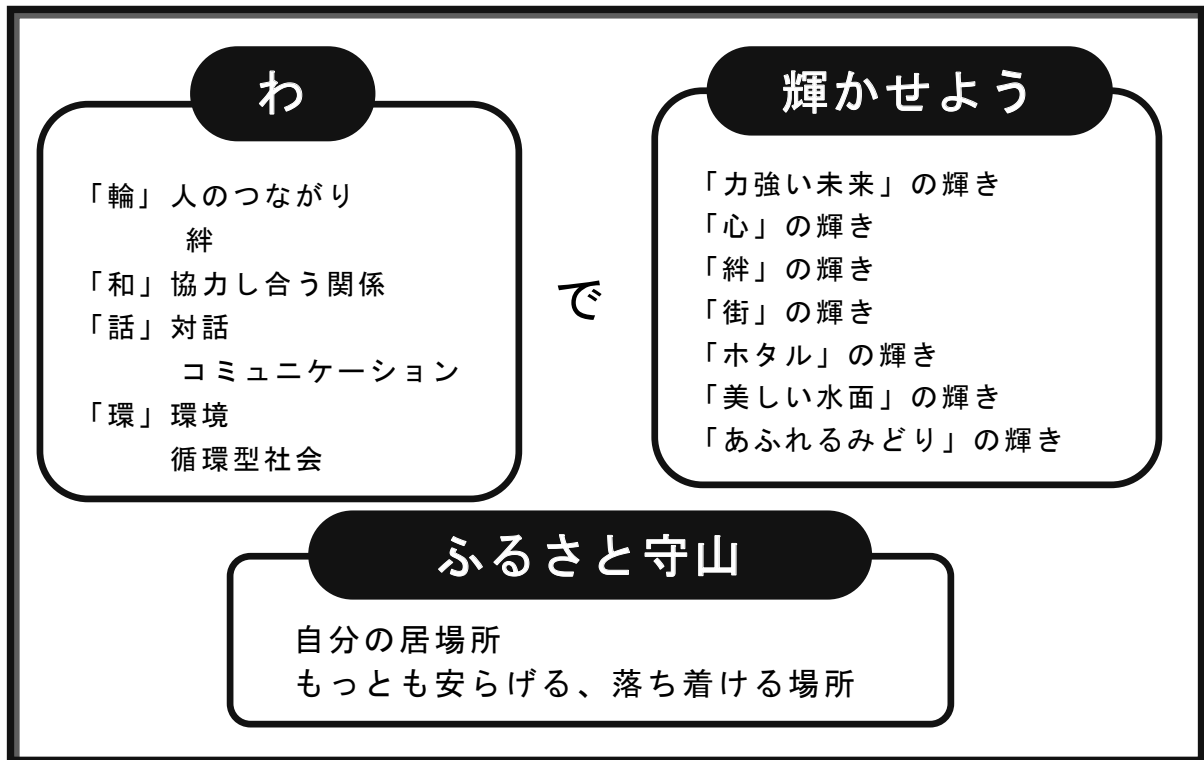 わ
「輪」人のつながり
絆
「和」協力し合う関係
「話」対話
コミュニケーション
「環」環境
循環型社会
で
輝かせよう
「力強い未来」の輝き
「心」の輝き
「絆」の輝き
「街」の輝き
「ホタル」の輝き
「美しい水面」の輝き
「あふれるみどり」の輝き
ふるさと守山
自分の居場所
もっとも安らげる、落ち着ける場所